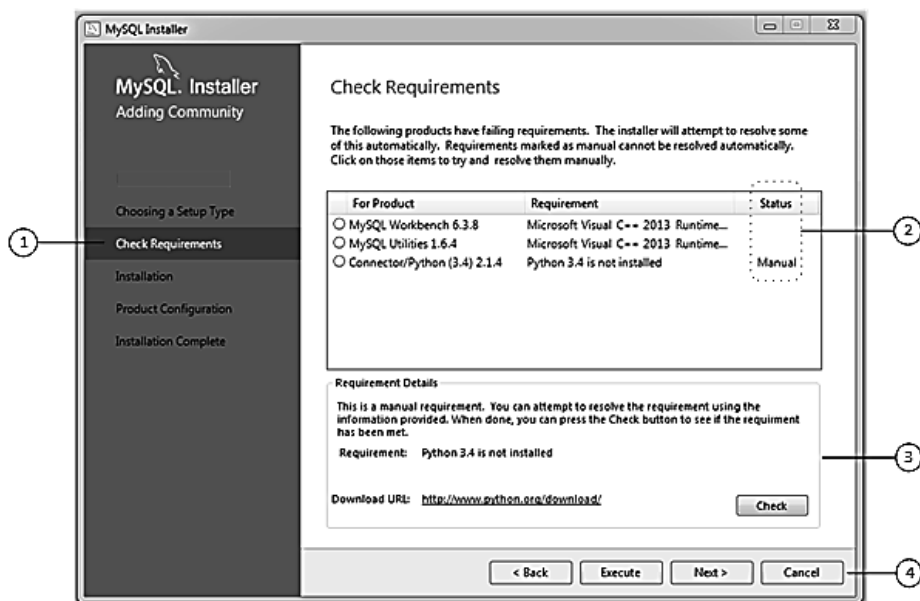 MySQL Installer
MySQL. Installer
Adding Community
Choosing a Setup Type
Check Requirements
Installation
Product Configuration
Installation Complete
Check Requirements
The following products have failing requirements. The installer will attempt to resolve some
of this automatically. Requirements marked as manual cannot be resolved automatically.
Click on those items to try and resolve them manually.
For Product Requirement Status
MySQL Workbench 6.3.8 Microsoft Visual C++ 2013 Runtime...
MySQL Utilities 1.6.4 Microsoft Visual C++ 2013 Runtime...
Connector/Python (3.4) 2.1.4 Python 3.4 is not installed Manual
Requirement Details
This is a manual requirement. You can attempt to resolve the requirement using the
information provided. When done, you can press the Check button to see if the requirment
has been met.
Requirement: Python 3.4 is not installed
Download URL: http://www.python.org/download/
Check
< Back Execute Next > Cancel
1
2
3
4